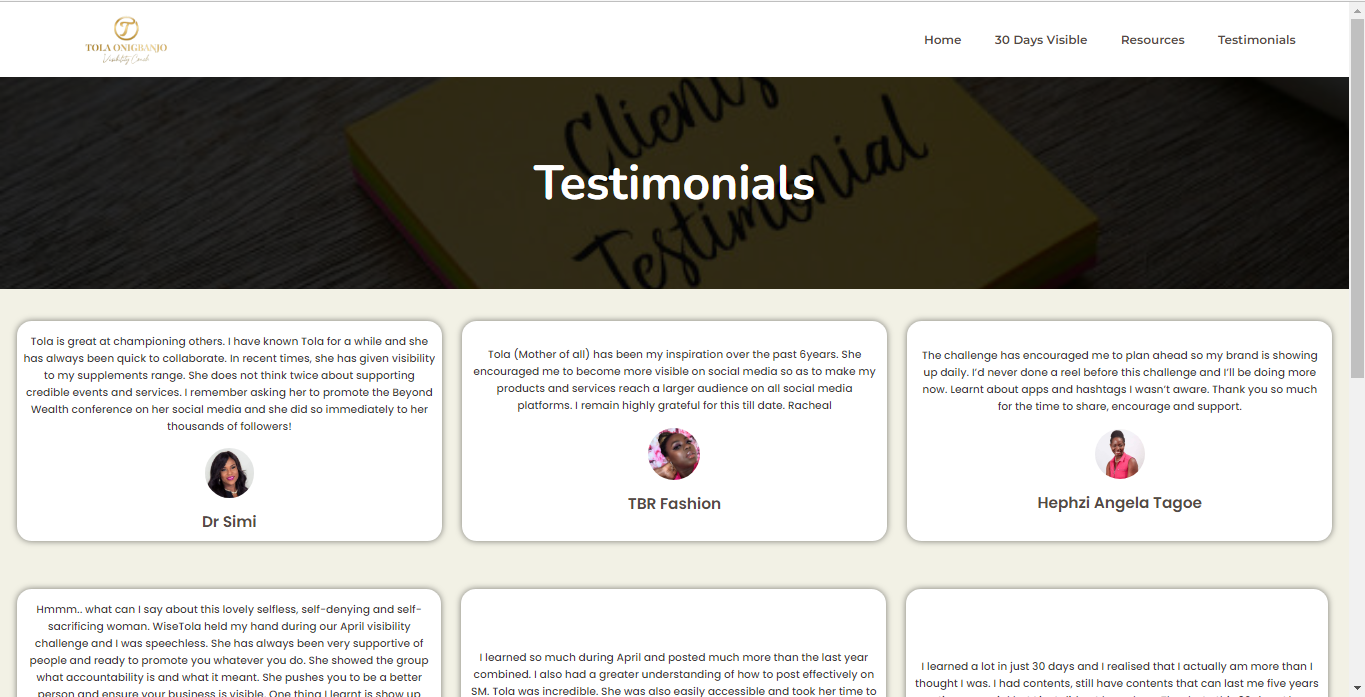 T
TOLA ONIGBANJO
Visibility Coach
Home
30 Days Visible
Resources
Testimonials
Clients
Testimonial
Testimonials
Tola is great at championing others. I have known Tola for a while and she
has always been quick to collaborate. In recent times, she has given visibility
to my supplements range. She does not think twice about supporting
credible events and services. I remember asking her to promote the Beyond
Wealth conference on her social media and she did so immediately to her
thousands of followers!
Dr Simi
Tola (Mother of all) has been my inspiration over the past 6years. She
encouraged me to become more visible on social media so as to make my
products and services reach a larger audience on all social media
platforms. I remain highly grateful for this till date. Racheal
TBR Fashion
The challenge has encouraged me to plan ahead so my brand is showing
up daily. I’d never done a reel before this challenge and I’ll be doing more
now. Learnt about apps and hashtags I wasn’t aware. Thank you so much
for the time to share, encourage and support.
Hephzi Angela Tagoe
Hmmm.. what can I say about this lovely selfless, self-denying and self-
sacrificing woman. WiseTola held my hand during our April visibility
challenge and I was speechless. She has always been very supportive of
people and ready to promote you whatever you do. She showed the group
what accountability is and what it meant. She pushes you to be a better
person and ensure your business is visible. One thing I learnt is show up
I learned so much during April and posted much more than the last year
combined. I also had a greater understanding of how to post effectively on
SM. Tola was incredible. She was also easily accessible and took her time to
I learned a lot in just 30 days and I realised that I actually am more than I
thought I was. I had contents, still have contents that can last me five years